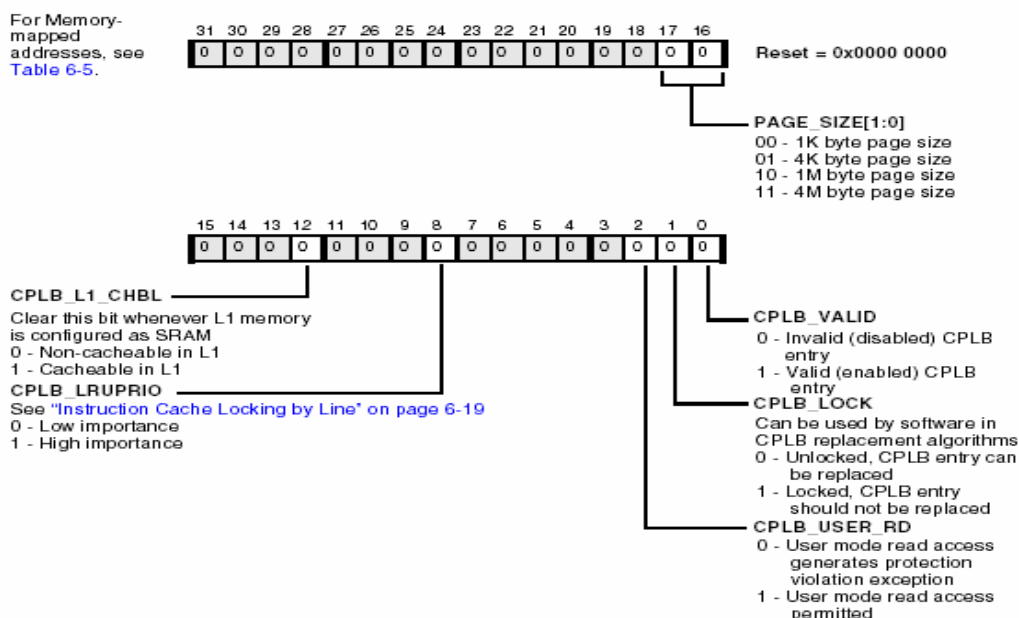 For Memory-
mapped
addresses, see
Table 6-5.
31 30 29 28 27 26 25 24 23 22 21 20 19 18 17 16
0 0 0 0 0 0 0 0 0 0 0 0 0 0 0 0
Reset = 0x0000 0000
PAGE_SIZE[1:0]
00 - 1K byte page size
01 - 4K byte page size
10 - 1M byte page size
11 - 4M byte page size
15 14 13 12 11 10 9 8 7 6 5 4 3 2 1 0
0 0 0 0 0 0 0 0 0 0 0 0 0 0 0 0
CPLB_L1_CHBL
Clear this bit whenever L1 memory
is configured as SRAM
0 - Non-cacheable in L1
1 - Cacheable in L1
CPLB_LRUPRIO
See "Instruction Cache Locking by Line" on page 6-19
0 - Low importance
1 - High importance
CPLB_VALID
0 - Invalid (disabled) CPLB
entry
1 - Valid (enabled) CPLB
entry
CPLB_LOCK
Can be used by software in
CPLB replacement algorithms
0 - Unlocked, CPLB entry can
be replaced
1 - Locked, CPLB entry
should not be replaced
CPLB_USER_RD
0 - User mode read access
generates protection
violation exception
1 - User mode read access
permitted